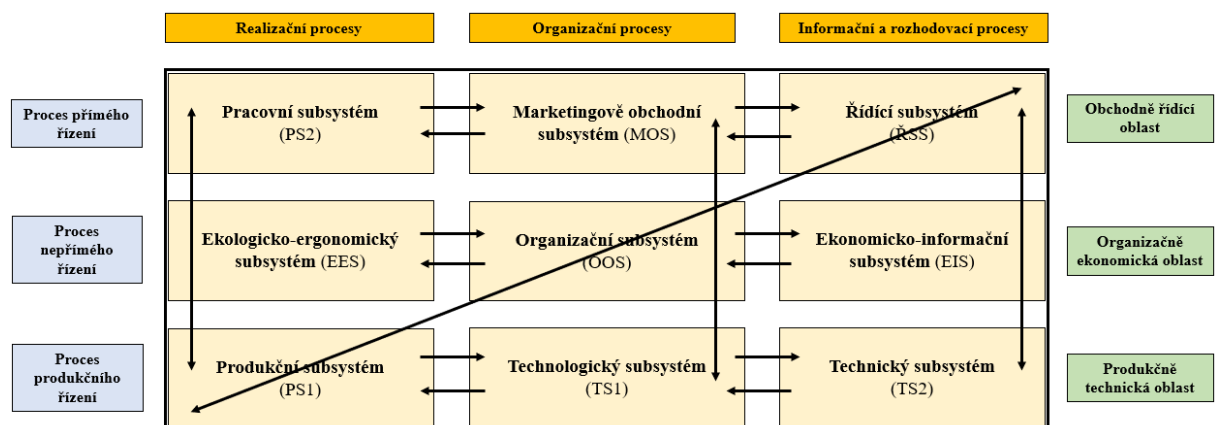 Realizační procesy
Organizační procesy
Informační a rozhodovací procesy
Proces přímého
řízení
Pracovní subsystém
(PS2)
Marketingově obchodní
subsystém (MOS)
Řídící subsystém
(ŘSS)
Obchodně řídící
oblast
Proces
nepřímého
řízení
Ekologicko-ergonomický
subsystém (EES)
Organizační subsystém
(OOS)
Ekonomicko-informační
subsystém (EIS)
Organizačně
ekonomická oblast
Proces
produkčního
řízení
Produkční subsystém
(PS1)
Technologický subsystém
(TS1)
Technický subsystém
(TS2)
Produkčně
technická oblast